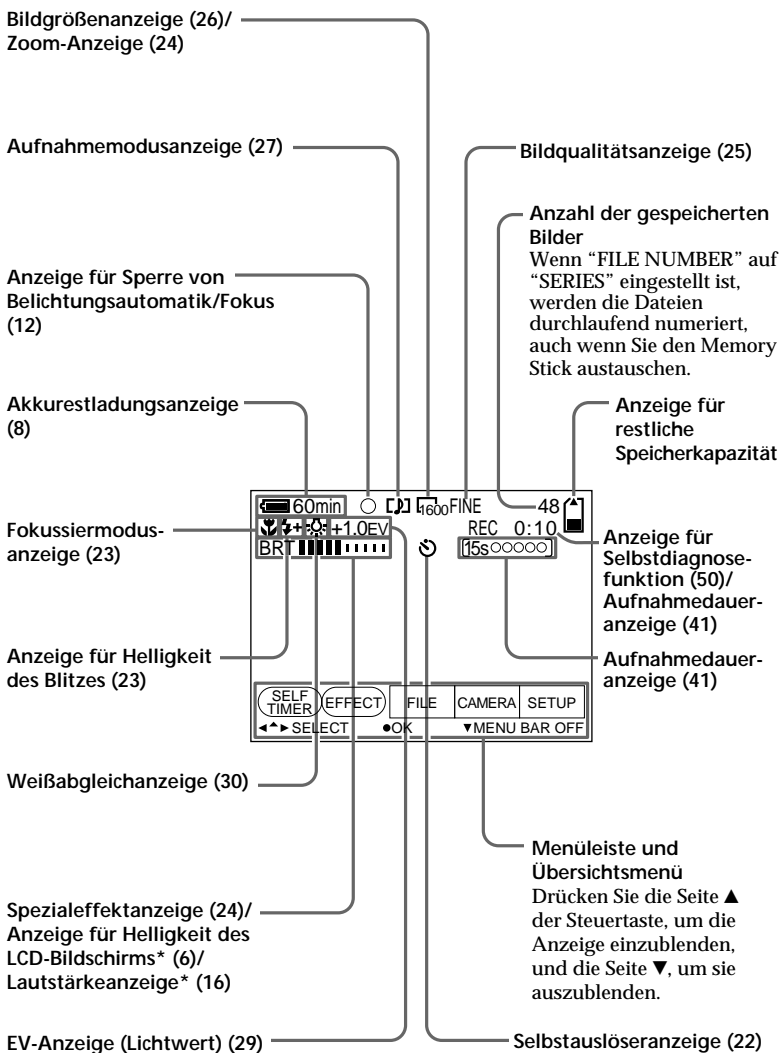 Bildgrößenanzeige (26)/
Zoom-Anzeige (24)
Aufnahmemodusanzeige (27)
Bildqualitätsanzeige (25)
Anzahl der gespeicherten
Bilder
Wenn “FILE NUMBER” auf
“SERIES” eingestellt ist,
werden die Dateien
durchlaufend numeriert,
auch wenn Sie den Memory
Stick austauschen.
Anzeige für Sperre von
Belichtungsautomatik/Fokus
(12)
Akkurestladungsanzeige
(8)
Anzeige für
restliche
Speicherkapazität
60min 1600 FINE 48
+1.0EV REC 0:10
BRT 15s
Fokussiermodus-
anzeige (23)
Anzeige für
Selbstdiagnose-
funktion (50)/
Aufnahmedauer-
anzeige (41)
Anzeige für Helligkeit
des Blitzes (23)
Aufnahmedauer-
anzeige (41)
SELF
TIMER EFFECT FILE CAMERA SETUP
◄▲► SELECT ●OK ▼MENU BAR OFF
Weißabgleichanzeige (30)
Menüleiste und
Übersichtsmenü
Drücken Sie die Seite ▲
der Steuertaste, um die
Anzeige einzublenden,
und die Seite ▼, um sie
auszublenden.
Spezialeffektanzeige (24)/
Anzeige für Helligkeit des
LCD-Bildschirms* (6)/
Lautstärkeanzeige* (16)
EV-Anzeige (Lichtwert) (29)
Selbstauslöseranzeige (22)